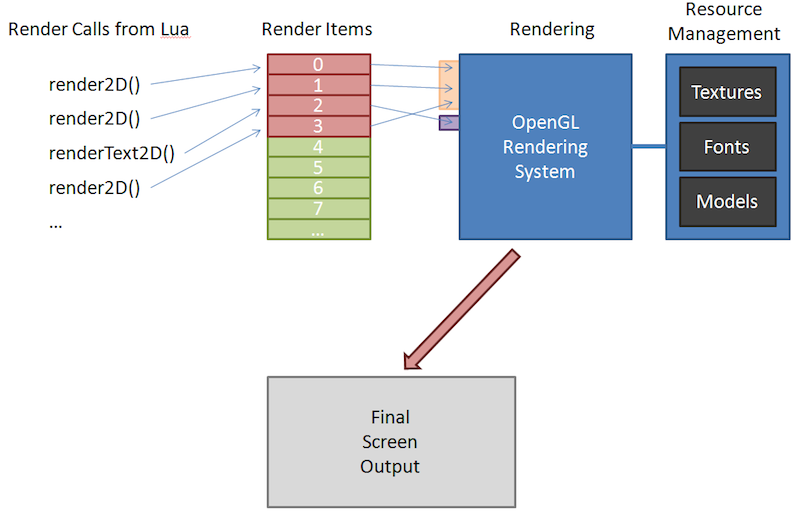 Render Calls from Lua
render2D()
render2D()
renderText2D()
render2D()
...
Render Items
0
1
2
3
4
5
6
7
...
Rendering
OpenGL
Rendering
System
Resource
Management
Textures
Fonts
Models
Final
Screen
Output